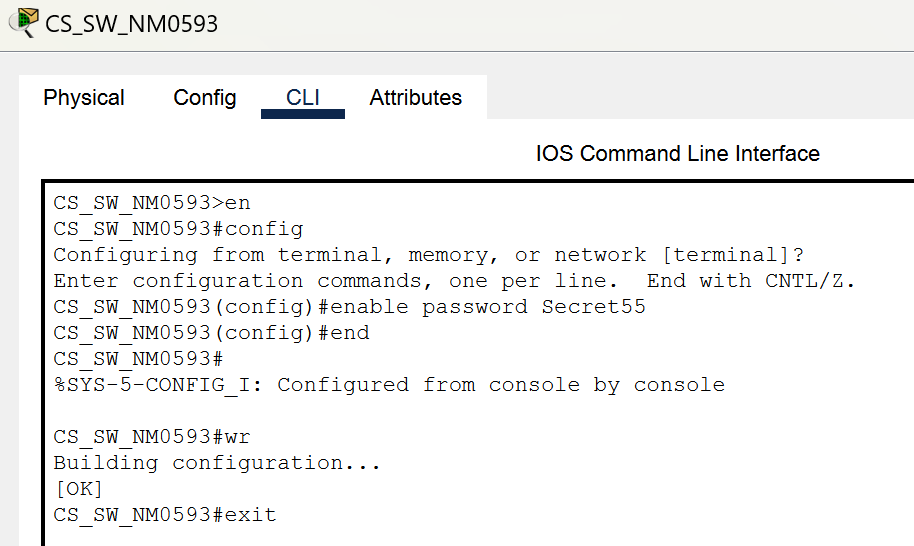 CS_SW_NM0593
Physical Config CLI Attributes
IOS Command Line Interface
CS_SW_NM0593>en
CS_SW_NM0593#config
Configuring from terminal, memory, or network [terminal]?
Enter configuration commands, one per line.  End with CNTL/Z.
CS_SW_NM0593(config)#enable password Secret55
CS_SW_NM0593(config)#end
CS_SW_NM0593#
%SYS-5-CONFIG_I: Configured from console by console
CS_SW_NM0593#wr
Building configuration...
[OK]
CS_SW_NM0593#exit